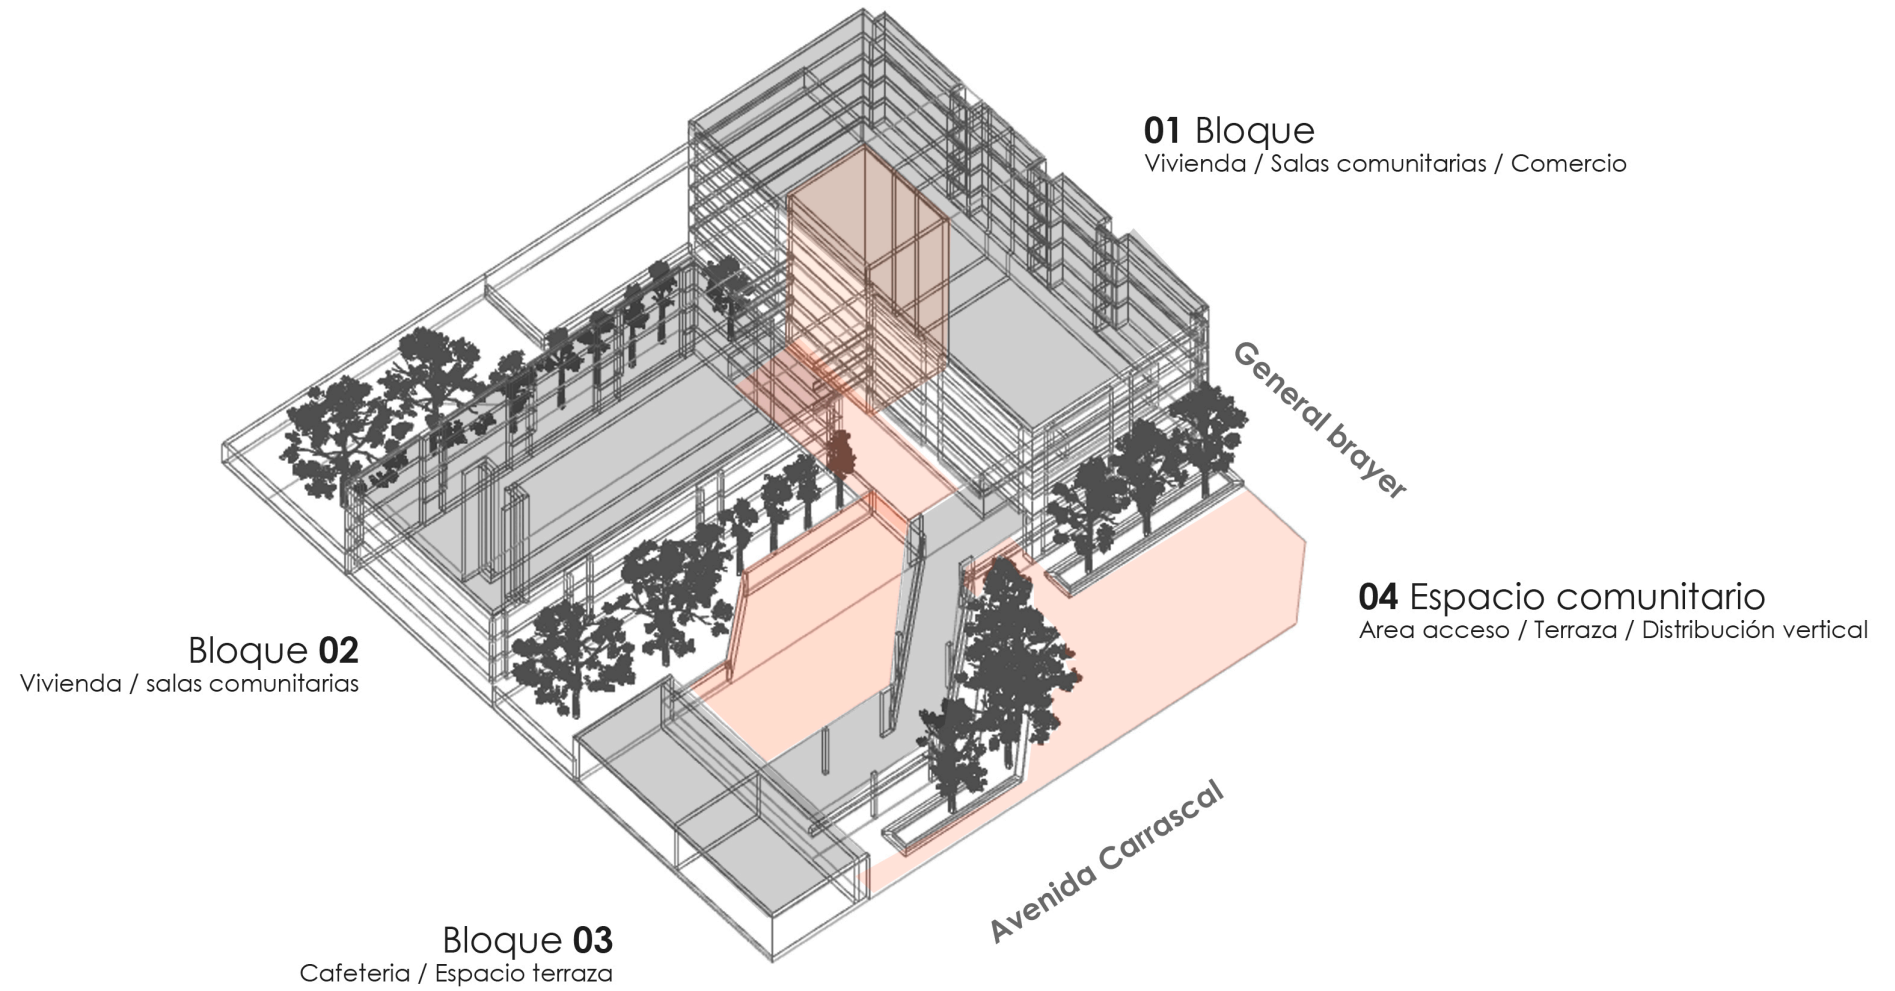 01 Bloque
Vivienda / Salas comunitarias / Comercio
General brayer
04 Espacio comunitario
Area acceso / Terraza / Distribución vertical
Bloque 02
Vivienda / salas comunitarias
Avenida Carrascal
Bloque 03
Cafeteria / Espacio terraza